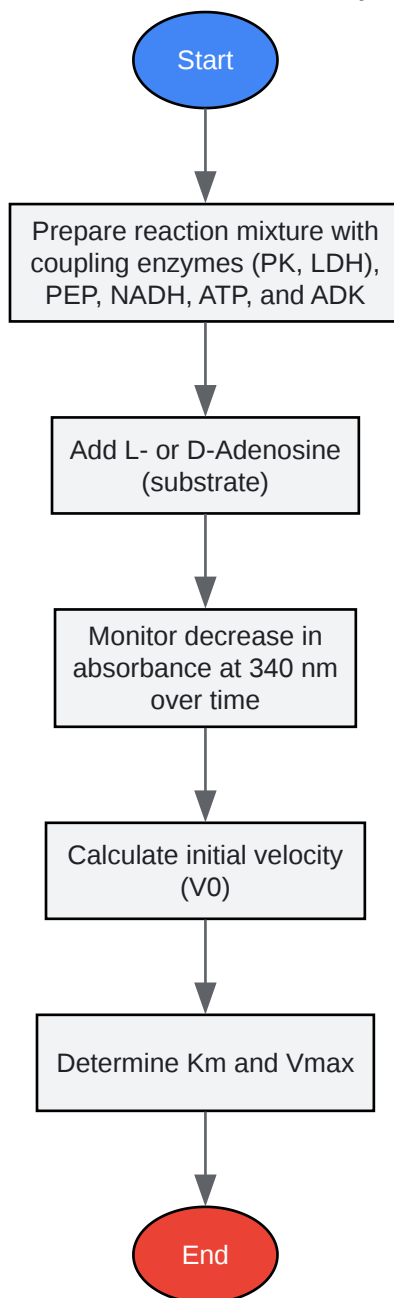 Start
Prepare reaction mixture with
coupling enzymes (PK, LDH),
PEP, NADH, ATP, and ADK
Add L- or D-Adenosine
(substrate)
Monitor decrease in
absorbance at 340 nm
over time
Calculate initial velocity
(V0)
Determine Km and Vmax
End